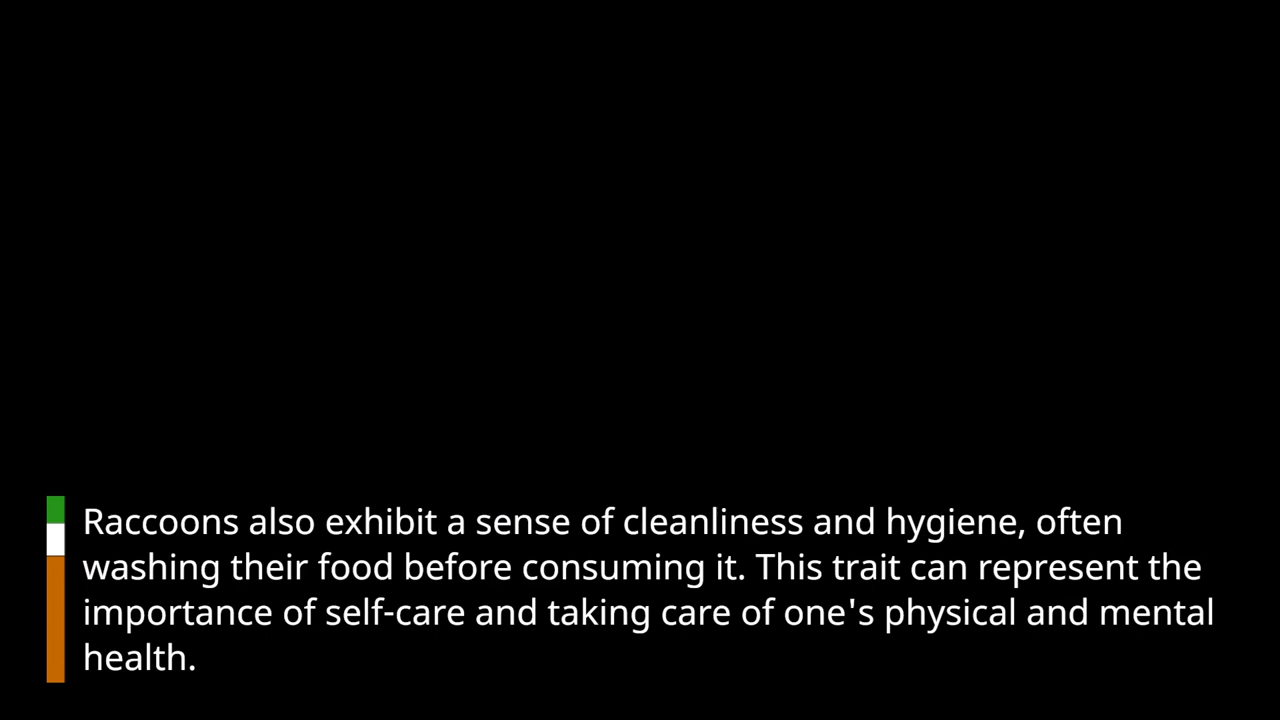 Raccoons also exhibit a sense of cleanliness and hygiene, often
washing their food before consuming it. This trait can represent the
importance of self-care and taking care of one's physical and mental
health.